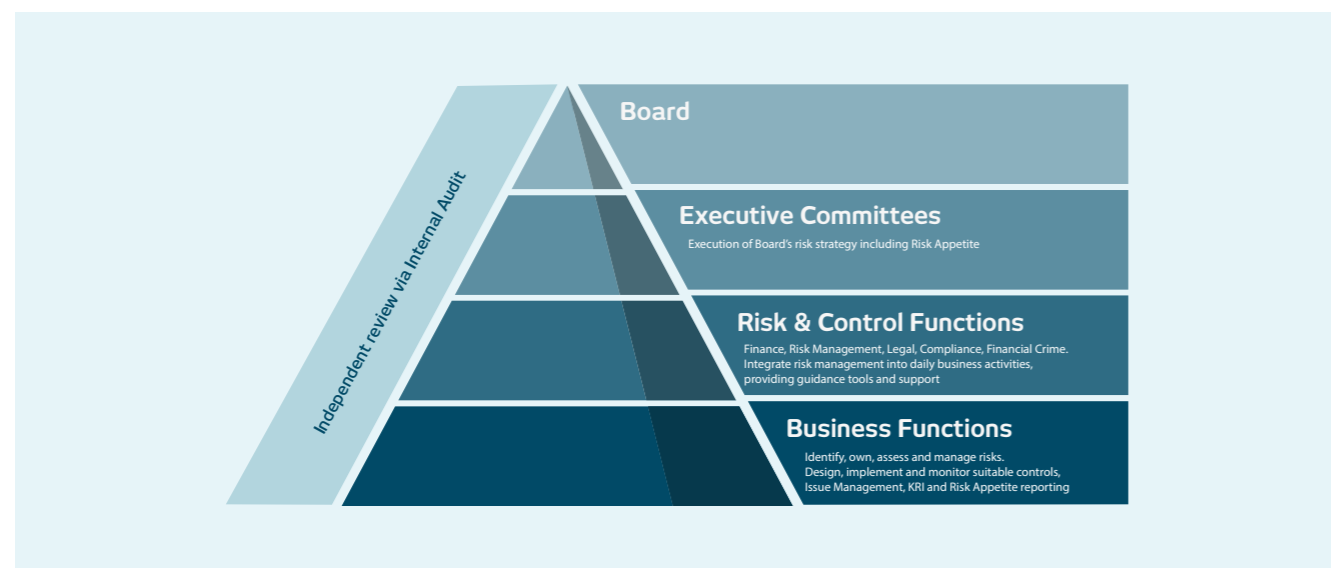 Independent review via Internal Audit
Board
Executive Committees
Execution of Board's risk strategy including Risk Appetite
Risk & Control Functions
Finance, Risk Management, Legal, Compliance, Financial Crime.
Integrate risk management into daily business activities,
providing guidance tools and support
Business Functions
Identify, own, assess and manage risks.
Design, implement and monitor suitable controls,
Issue Management, KRI and Risk Appetite reporting